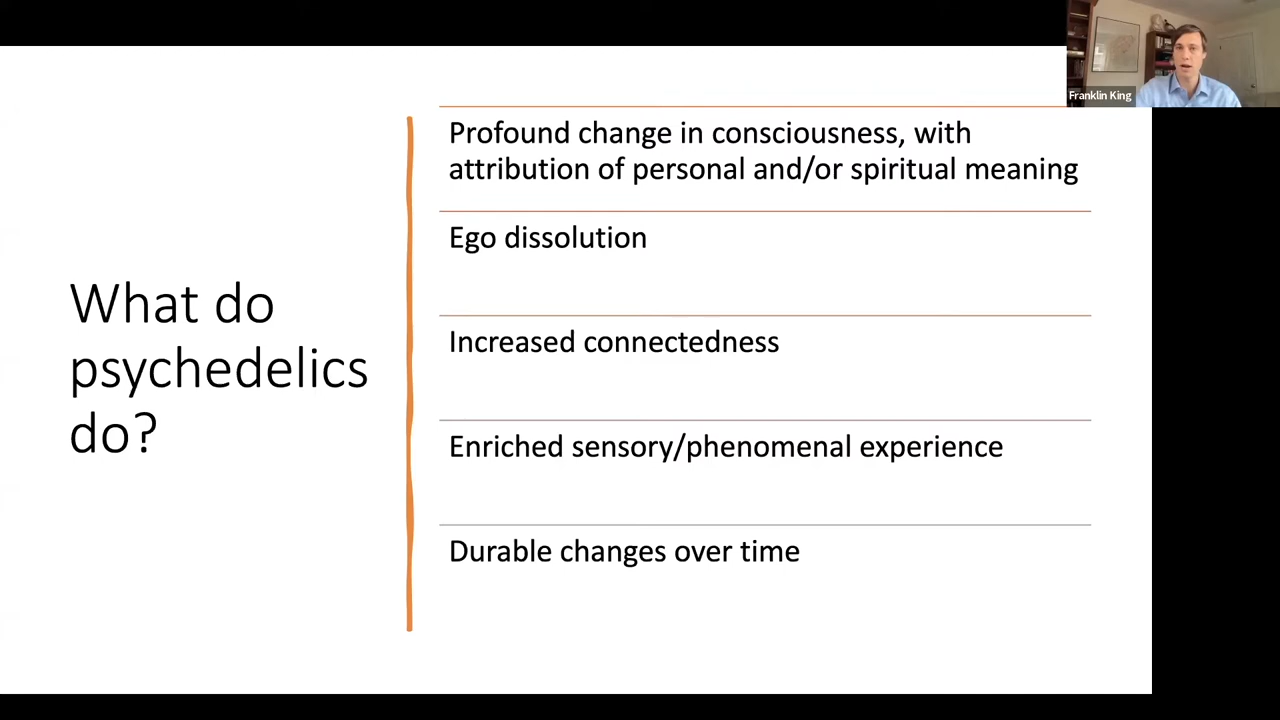 Franklin King
What do
psychedelics
do?
Profound change in consciousness, with
attribution of personal and/or spiritual meaning
Ego dissolution
Increased connectedness
Enriched sensory/phenomenal experience
Durable changes over time